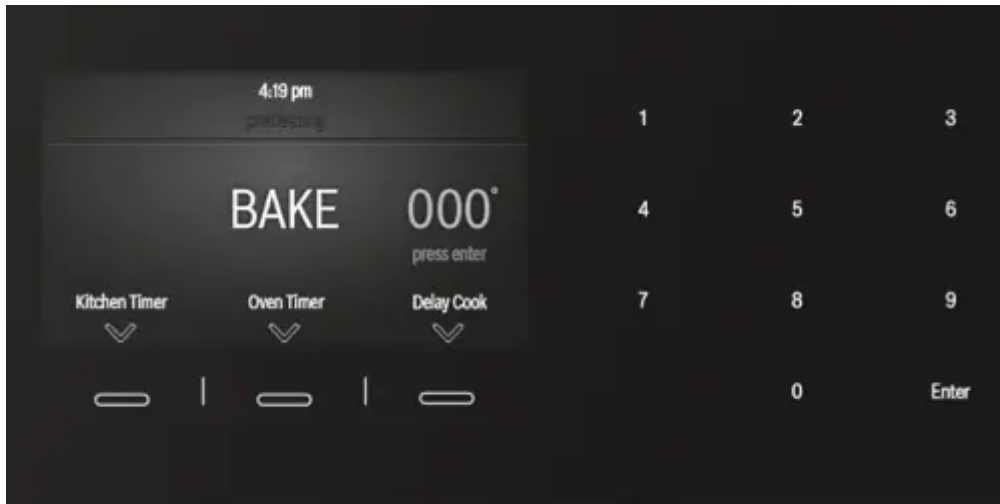 4:19 pm
preheating
BAKE 000°
press enter
Kitchen Timer Oven Timer Delay Cook
1 2 3
4 5 6
7 8 9
0 Enter